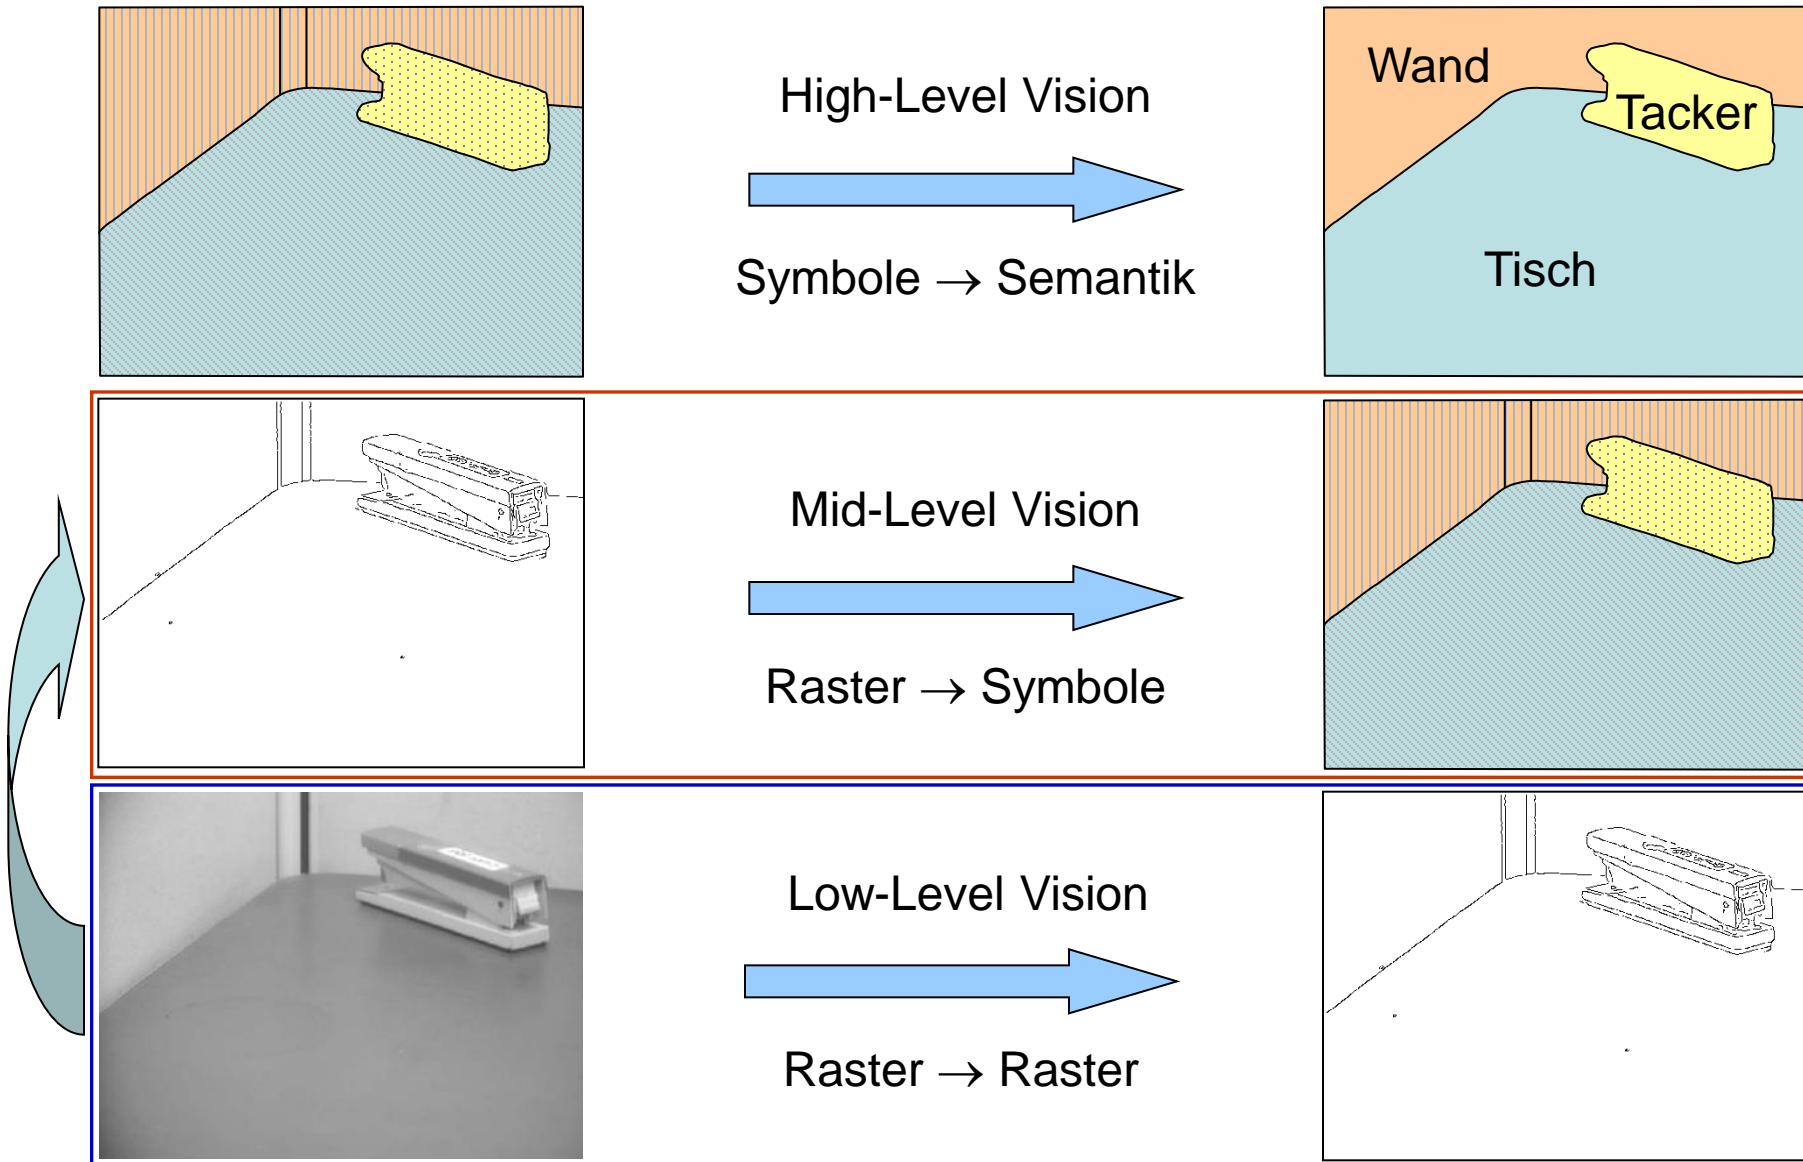 High-Level Vision
Symbole → Semantik
Wand
Tacker
Tisch
Mid-Level Vision
Raster → Symbole
Low-Level Vision
Raster → Raster